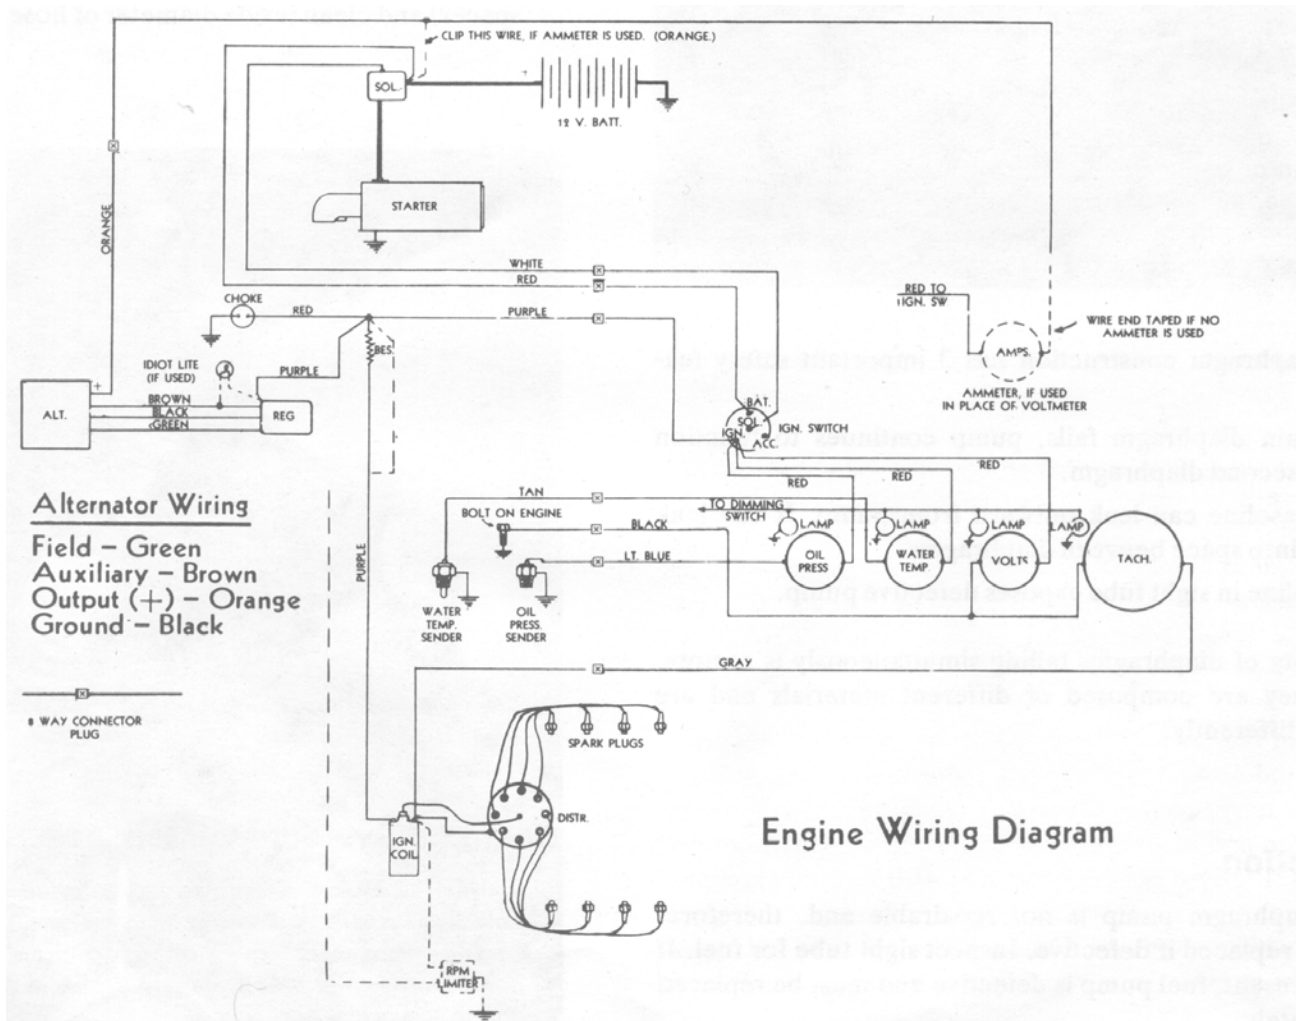 CLIP THIS WIRE, IF AMMETER IS USED. (ORANGE.)
SOL.
12 V. BATT.
STARTER
ORANGE
WHITE
RED
CHOKE
RED
PURPLE
RED TO
IGN. SW
WIRE END TAPED IF NO
AMMETER IS USED
AMPS
AMMETER, IF USED
IN PLACE OF VOLTMETER
IDIOT LITE
(IF USED)
PURPLE
RES.
ALT.
+
BROWN
BLACK
GREEN
REG
BAT.
SOL
IGN.
ACC.
IGN. SWITCH
RED
RED
RED
Alternator Wiring
Field – Green
Auxiliary – Brown
Output (+) – Orange
Ground – Black
8 WAY CONNECTOR
PLUG
TAN
BOLT ON ENGINE
BLACK
LT. BLUE
TO DIMMING
SWITCH
LAMP
LAMP
LAMP
LAMP
OIL
PRESS
WATER
TEMP.
VOLTS
TACH.
PURPLE
WATER
TEMP.
SENDER
OIL
PRESS.
SENDER
GRAY
SPARK PLUGS
DISTR.
IGN.
COIL
RPM
LIMITER
Engine Wiring Diagram